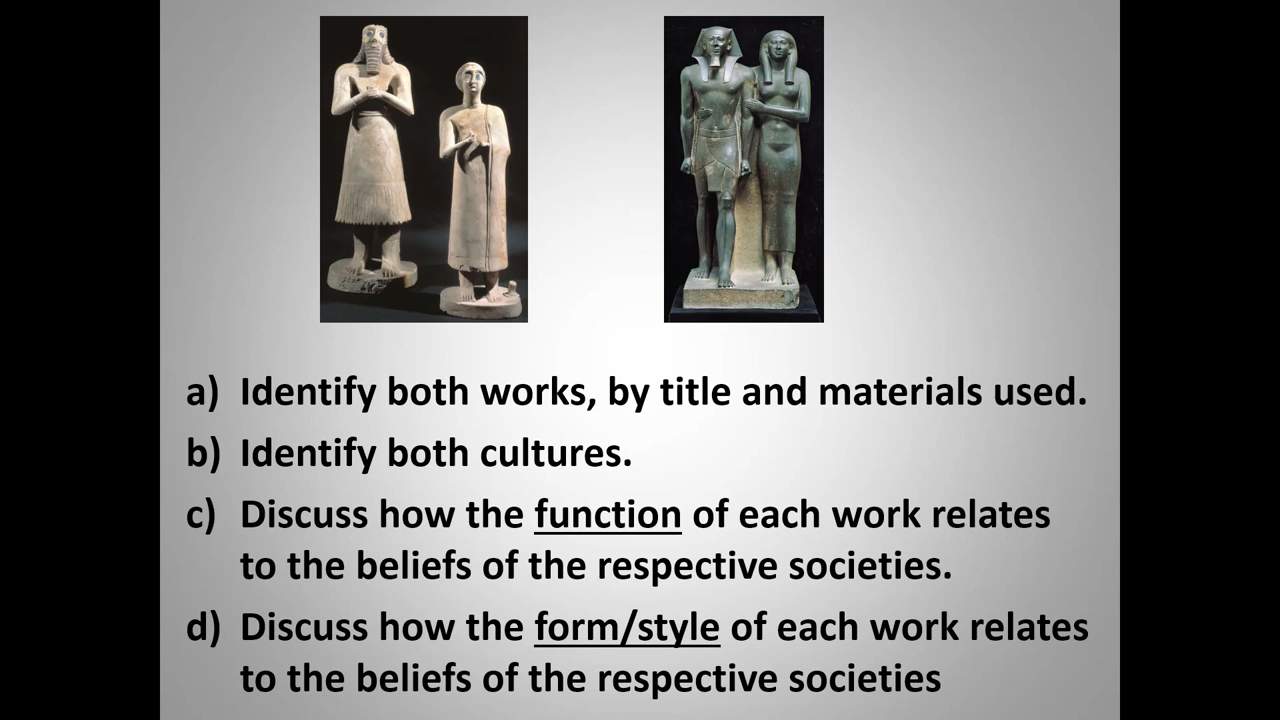 a) Identify both works, by title and materials used.
b) Identify both cultures.
c) Discuss how the function of each work relates
to the beliefs of the respective societies.
d) Discuss how the form/style of each work relates
to the beliefs of the respective societies